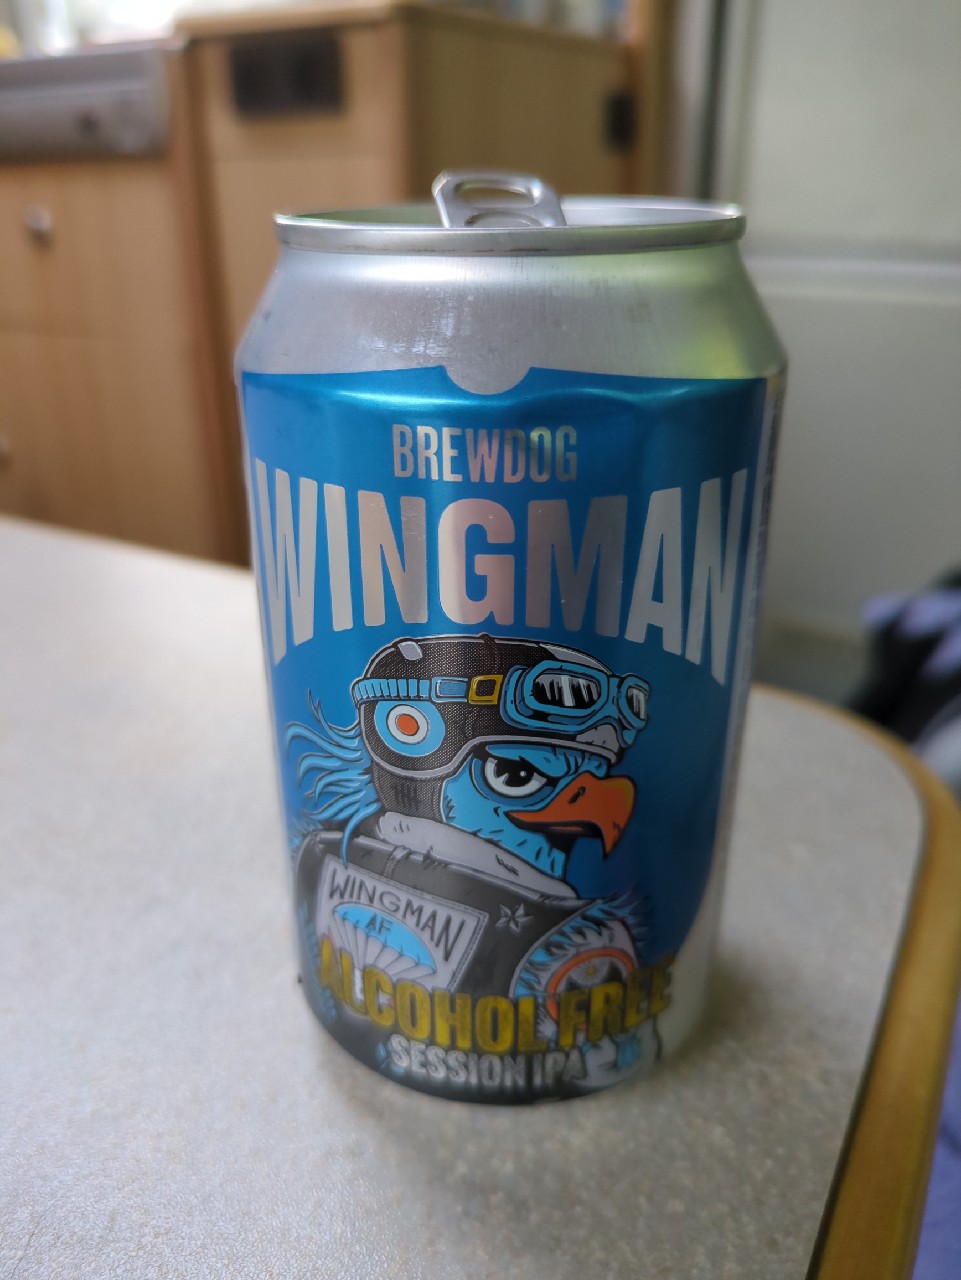 BREWDOG
WINGMAN
WINGMAN
AF
ALCOHOL FREE
SESSION IPA